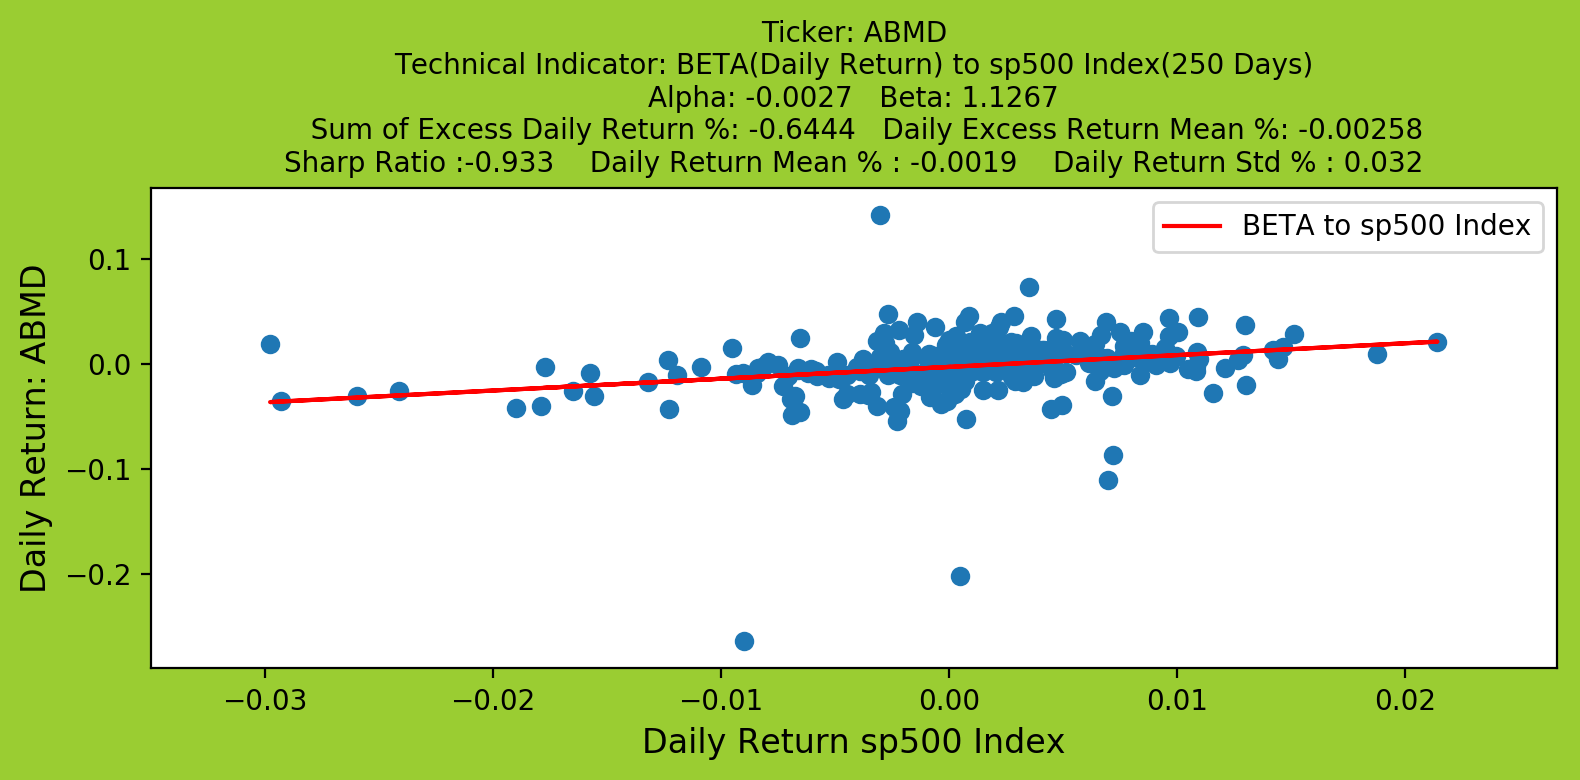 Ticker: ABMD
Technical Indicator: BETA(Daily Return) to sp500 Index(250 Days)
Alpha: -0.0027   Beta: 1.1267
Sum of Excess Daily Return %: -0.6444   Daily Excess Return Mean %: -0.00258
Sharp Ratio :-0.933    Daily Return Mean % : -0.0019    Daily Return Std % : 0.032
BETA to sp500 Index
Daily Return: ABMD
0.1
0.0
−0.1
−0.2
−0.03
−0.02
−0.01
0.00
0.01
0.02
Daily Return sp500 Index